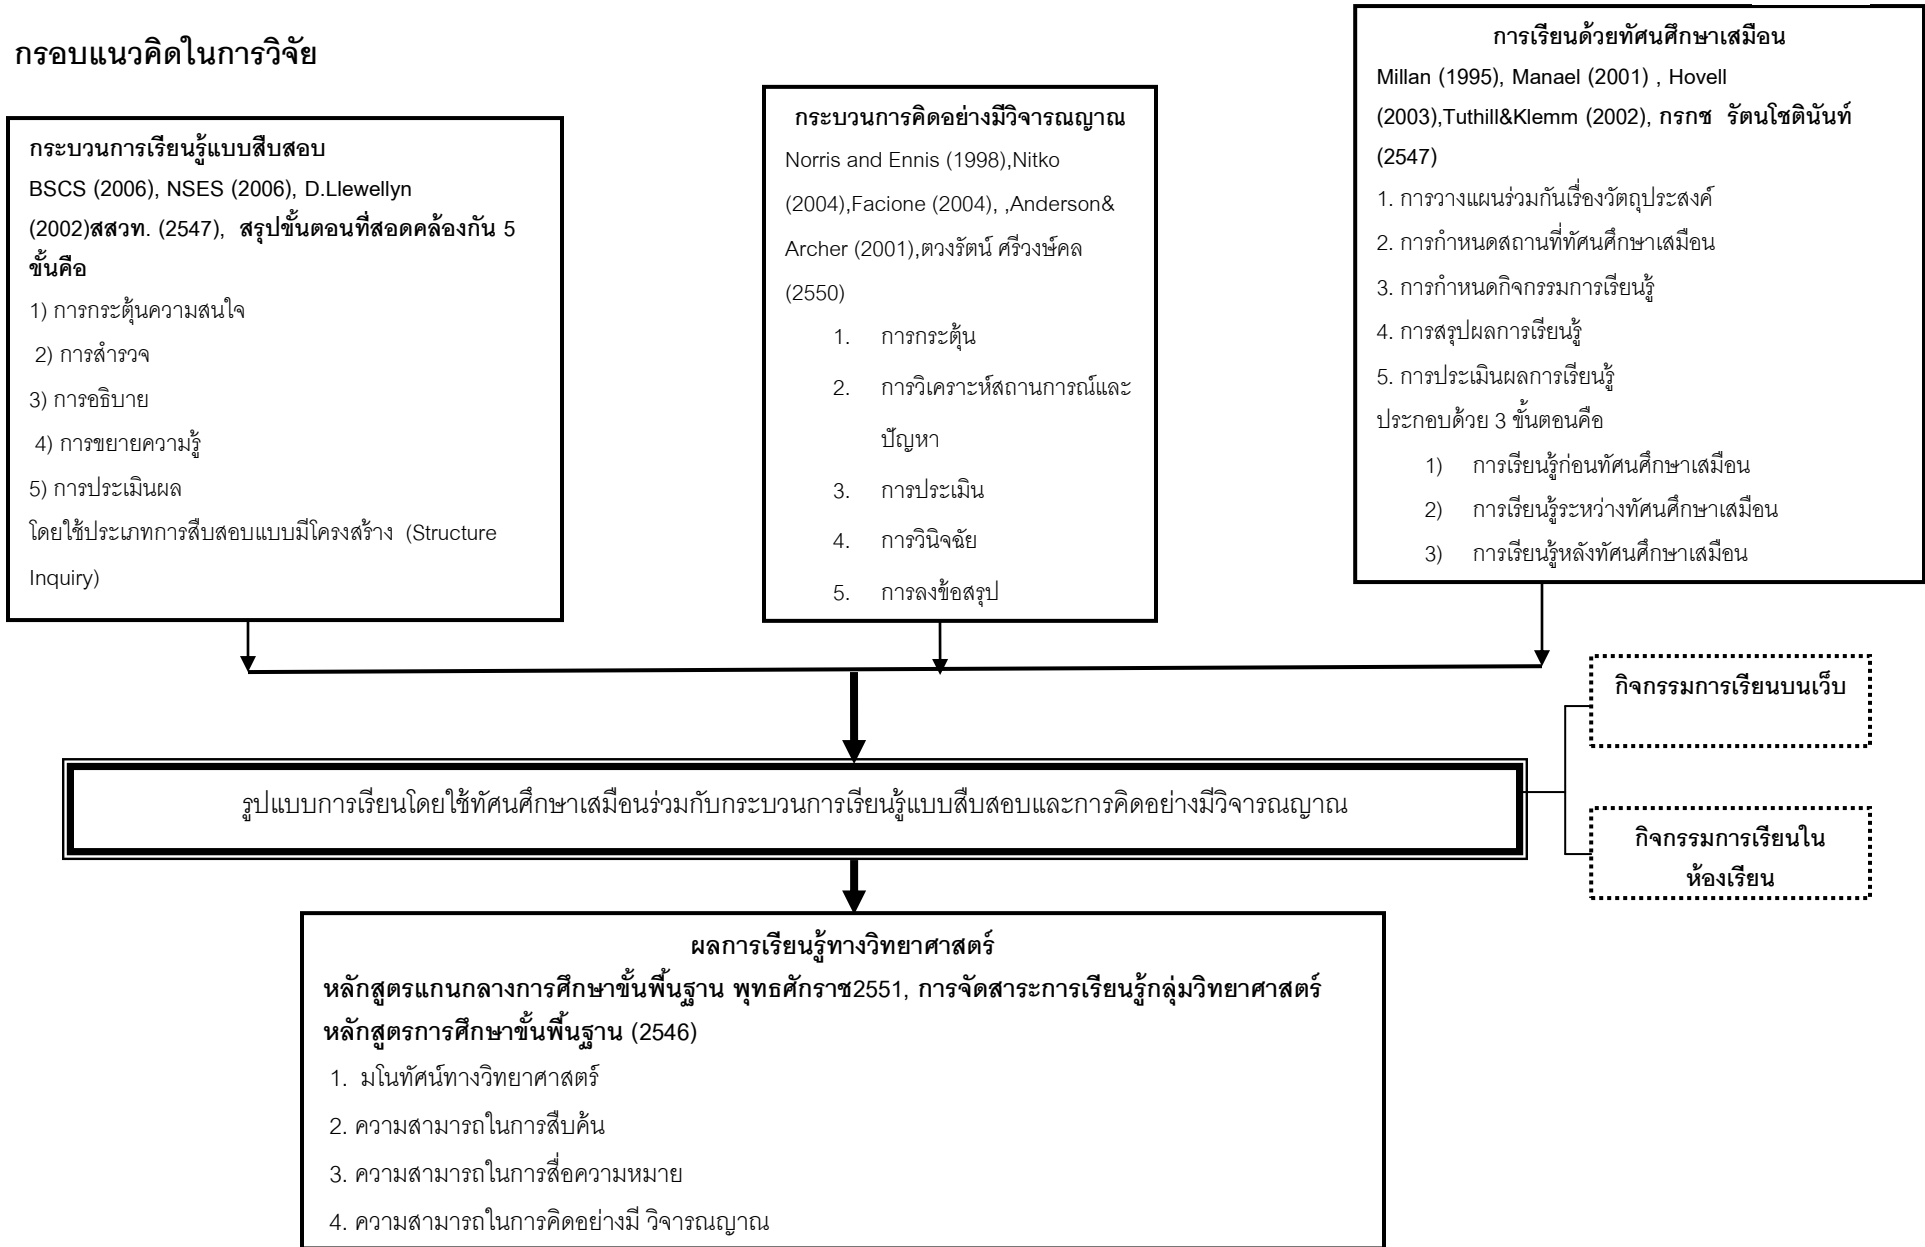 กรอบแนวคิดในการวิจัย
กระบวนการเรียนรู้แบบสืบสอบ
BSCS (2006), NSES (2006), D.Llewellyn
(2002)สสวท. (2547),  สรุปขั้นตอนที่สอดคล้องกัน 5
ขั้นคือ
1) การกระตุ้นความสนใจ
2) การสำรวจ
3) การอธิบาย
4) การขยายความรู้
5) การประเมินผล
โดยใช้ประเภทการสืบสอบแบบมีโครงสร้าง (Structure
Inquiry)
กระบวนการคิดอย่างมีวิจารณญาณ
Norris and Ennis (1998),Nitko
(2004),Facione (2004), ,Anderson&
Archer (2001),ตวงรัตน์ ศรีวงษ์คล
(2550)
1. การกระตุ้น
2. การวิเคราะห์สถานการณ์และ
ปัญหา
3. การประเมิน
4. การวินิจฉัย
5. การลงข้อสรุป
การเรียนด้วยทัศนศึกษาเสมือน
Millan (1995), Manael (2001) , Hovell
(2003),Tuthill&Klemm (2002), กรกช  รัตนโชตินันท์
(2547)
1. การวางแผนร่วมกันเรื่องวัตถุประสงค์
2. การกำหนดสถานที่ทัศนศึกษาเสมือน
3. การกำหนดกิจกรรมการเรียนรู้
4. การสรุปผลการเรียนรู้
5. การประเมินผลการเรียนรู้
ประกอบด้วย 3 ขั้นตอนคือ
1) การเรียนรู้ก่อนทัศนศึกษาเสมือน
2) การเรียนรู้ระหว่างทัศนศึกษาเสมือน
3) การเรียนรู้หลังทัศนศึกษาเสมือน
กิจกรรมการเรียนบนเว็บ
รูปแบบการเรียนโดยใช้ทัศนศึกษาเสมือนร่วมกับกระบวนการเรียนรู้แบบสืบสอบและการคิดอย่างมีวิจารณญาณ
กิจกรรมการเรียนใน
ห้องเรียน
ผลการเรียนรู้ทางวิทยาศาสตร์
หลักสูตรแกนกลางการศึกษาขั้นพื้นฐาน พุทธศักราช2551, การจัดสาระการเรียนรู้กลุ่มวิทยาศาสตร์
หลักสูตรการศึกษาขั้นพื้นฐาน (2546)
1. มโนทัศน์ทางวิทยาศาสตร์
2. ความสามารถในการสืบค้น
3. ความสามารถในการสื่อความหมาย
4. ความสามารถในการคิดอย่างมี วิจารณญาณ